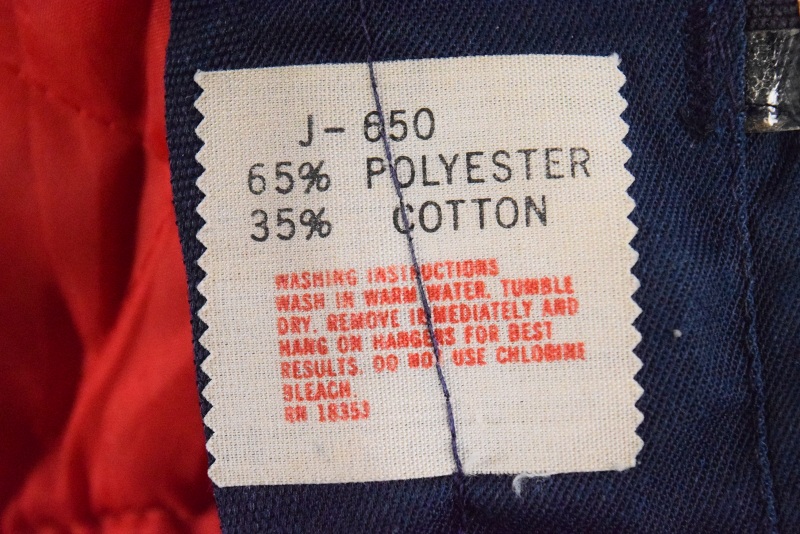 J-650
65% POLYESTER
35% COTTON
WASHING INSTRUCTIONS
WASH IN WARM WATER. TUMBLE
DRY. REMOVE IMMEDIATELY AND
HANG ON HANGERS FOR BEST
RESULTS. DO NOT USE CHLORINE
BLEACH.
RN 18353